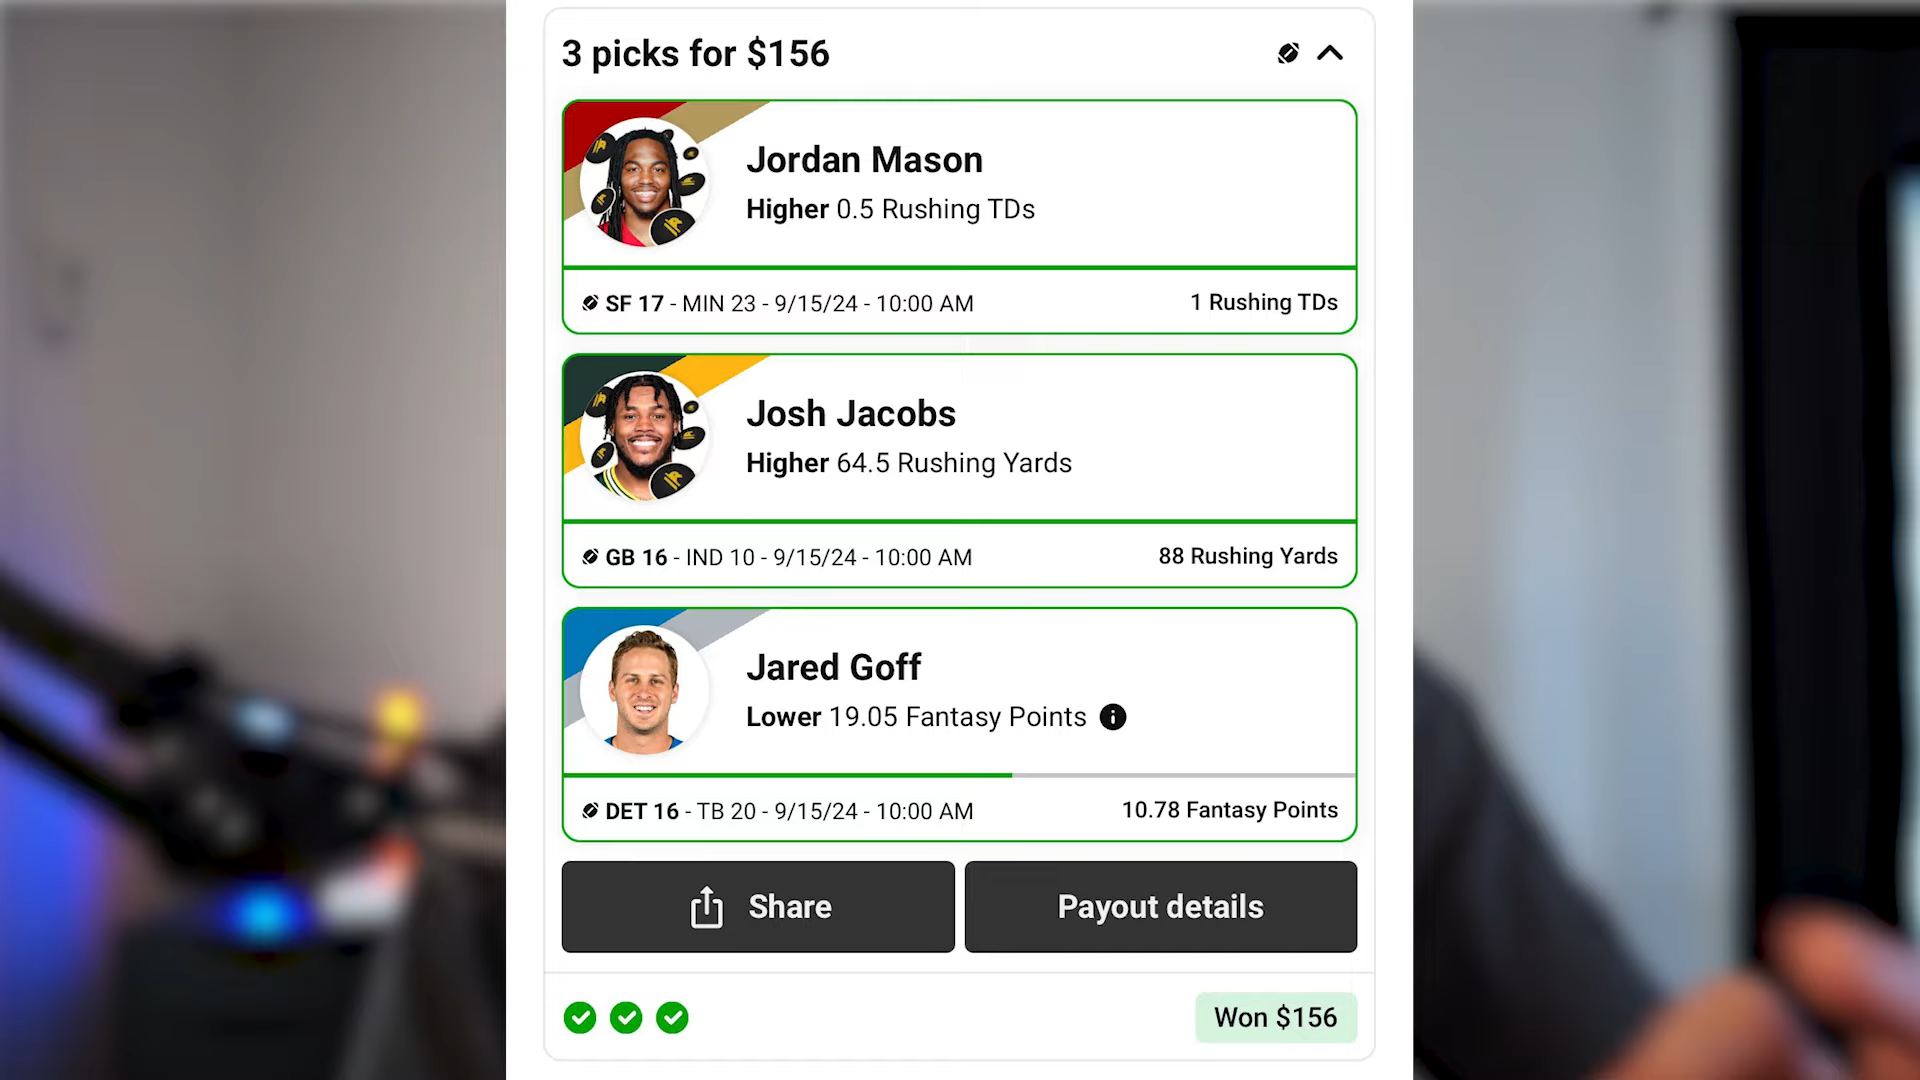 3 picks for $156
Jordan Mason
Higher 0.5 Rushing TDs
SF 17 - MIN 23 - 9/15/24 - 10:00 AM
1 Rushing TDs
Josh Jacobs
Higher 64.5 Rushing Yards
GB 16 - IND 10 - 9/15/24 - 10:00 AM
88 Rushing Yards
Jared Goff
Lower 19.05 Fantasy Points
DET 16 - TB 20 - 9/15/24 - 10:00 AM
10.78 Fantasy Points
Share
Payout details
Won $156